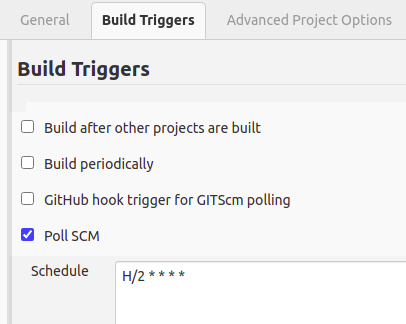 General Build Triggers Advanced Project Options
Build Triggers
Build after other projects are built
Build periodically
GitHub hook trigger for GITScm polling
Poll SCM
Schedule H/2 * * * *